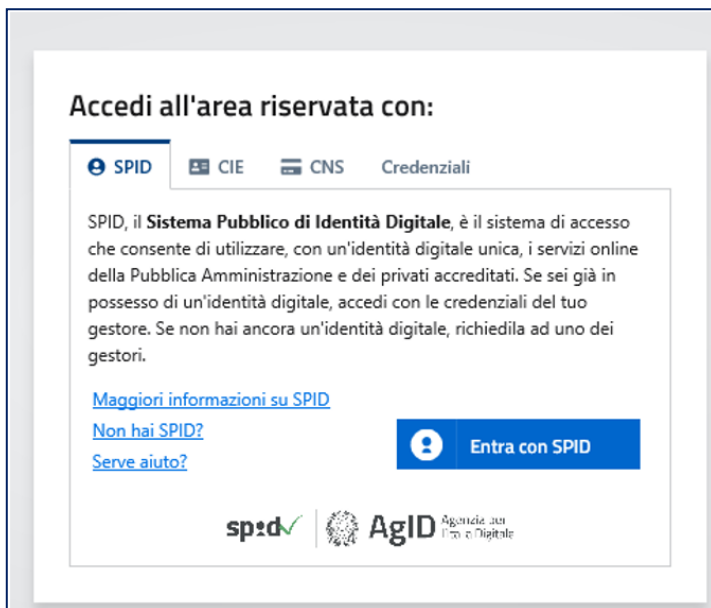 Accedi all'area riservata con:
SPID CIE CNS Credenziali
SPID, il Sistema Pubblico di Identità Digitale, è il sistema di accesso
che consente di utilizzare, con un'identità digitale unica, i servizi online
della Pubblica Amministrazione e dei privati accreditati. Se sei già in
possesso di un'identità digitale, accedi con le credenziali del tuo
gestore. Se non hai ancora un'identità digitale, richiedila ad uno dei
gestori.
Maggiori informazioni su SPID
Non hai SPID?
Entra con SPID
Serve aiuto?
spid AgID Agenzia per
l'Italia Digitale